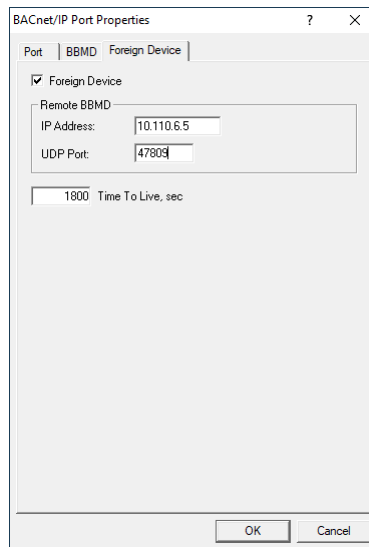 BACnet/IP Port Properties ?
Port BBMD Foreign Device
Foreign Device
Remote BBMD
IP Address: 10.110.6.5
UDP Port: 47809
1800 Time To Live, sec
OK Cancel